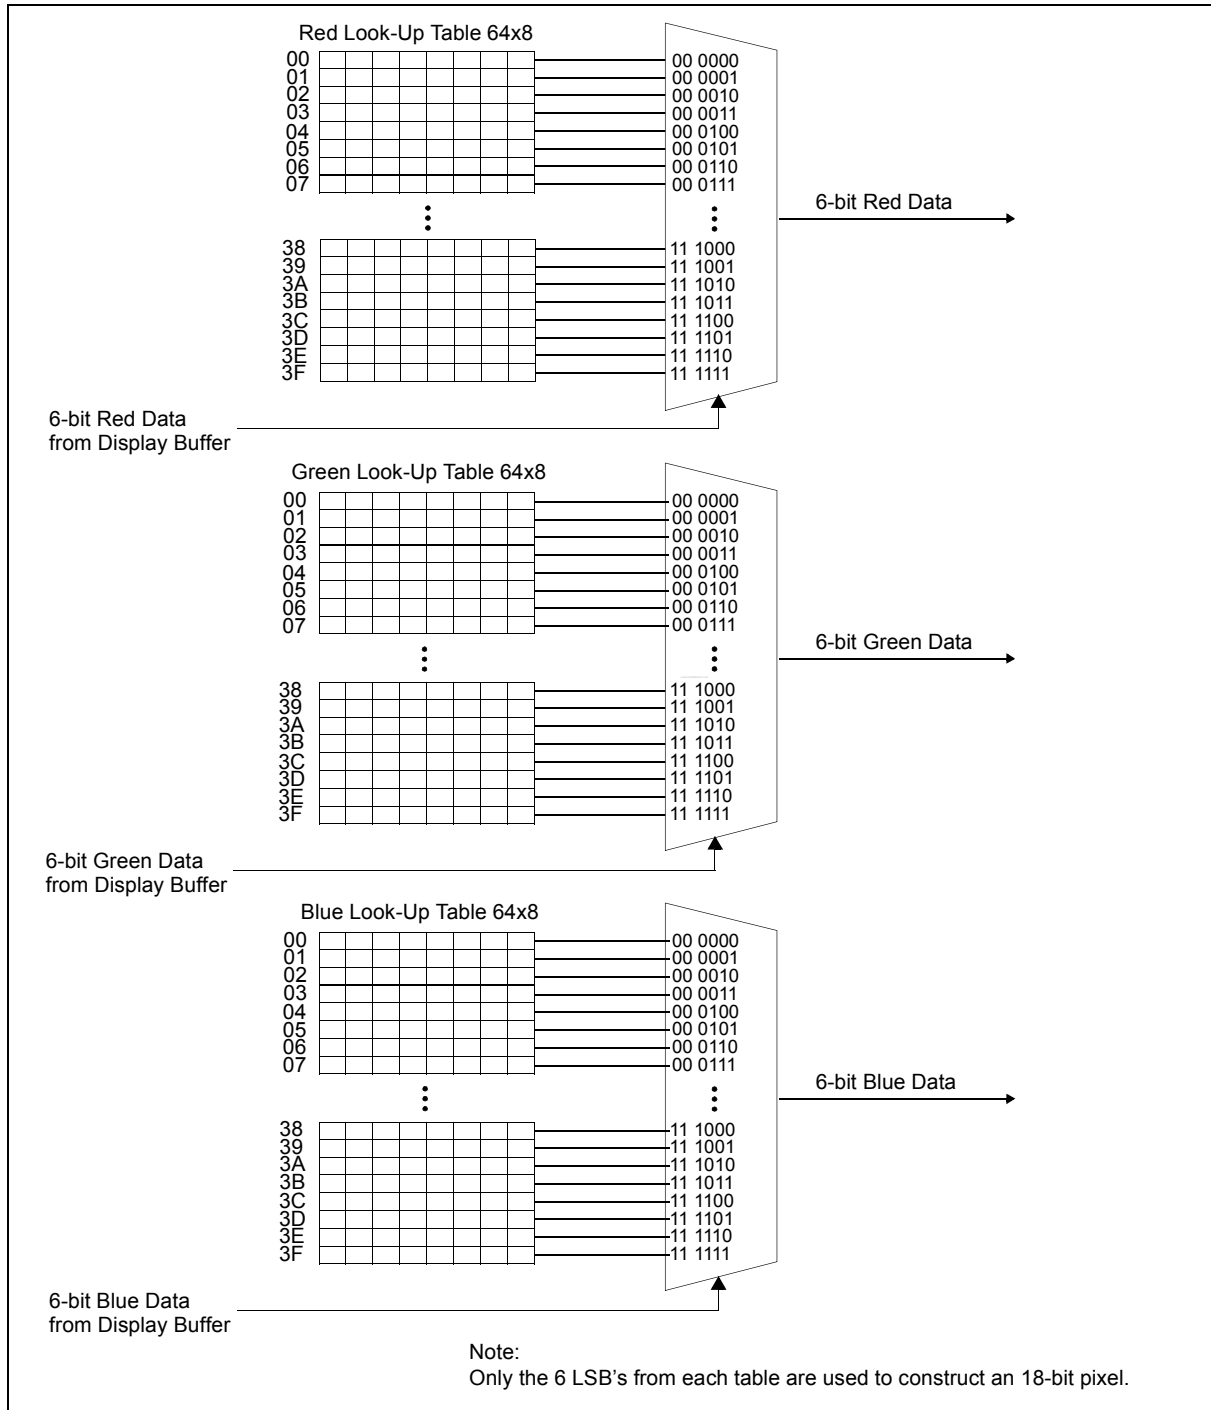 Red Look-Up Table 64x8
00 00 0000
01 00 0001
02 00 0010
03 00 0011
04 00 0100
05 00 0101
06 00 0110
07 00 0111
6-bit Red Data
38 11 1000
39 11 1001
3A 11 1010
3B 11 1011
3C 11 1100
3D 11 1101
3E 11 1110
3F 11 1111
6-bit Red Data
from Display Buffer
Green Look-Up Table 64x8
00 00 0000
01 00 0001
02 00 0010
03 00 0011
04 00 0100
05 00 0101
06 00 0110
07 00 0111
6-bit Green Data
38 11 1000
39 11 1001
3A 11 1010
3B 11 1011
3C 11 1100
3D 11 1101
3E 11 1110
3F 11 1111
6-bit Green Data
from Display Buffer
Blue Look-Up Table 64x8
00 00 0000
01 00 0001
02 00 0010
03 00 0011
04 00 0100
05 00 0101
06 00 0110
07 00 0111
6-bit Blue Data
38 11 1000
39 11 1001
3A 11 1010
3B 11 1011
3C 11 1100
3D 11 1101
3E 11 1110
3F 11 1111
6-bit Blue Data
from Display Buffer
Note:
Only the 6 LSB's from each table are used to construct an 18-bit pixel.